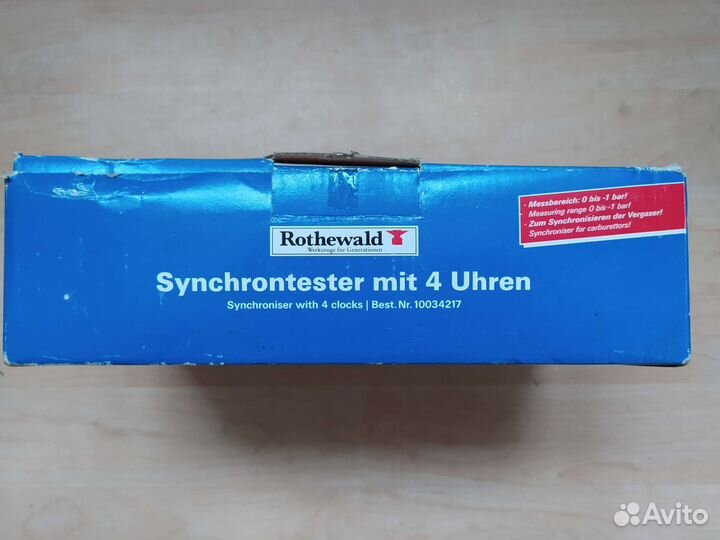 - Messbereich: 0 bis -1 bar!
Measuring range 0 bis -1 bar!
- Zum Synchronisieren der Vergaser!
Synchroniser for carburettors!
Rothewald
Werkzeuge für Generationen
Synchrontester mit 4 Uhren
Synchroniser with 4 clocks | Best. Nr. 10034217
Avito